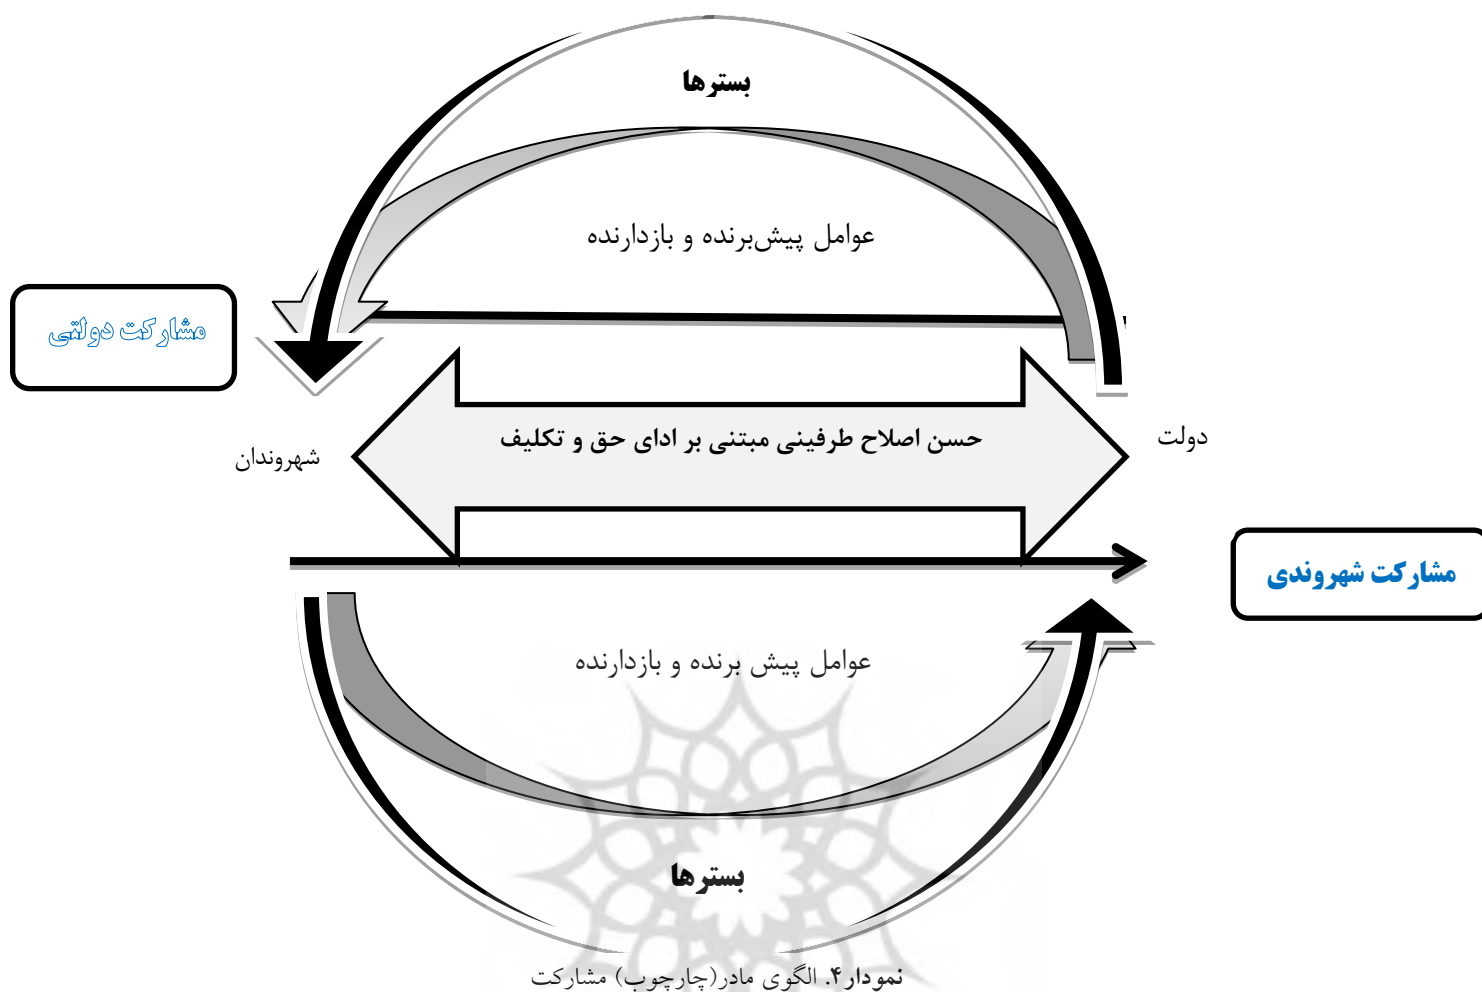 بسترها
عوامل پیش‌برنده و بازدارنده
مشارکت دولتی
دولت
حسن اصلاح طرفینی مبتنی بر ادای حق و تکلیف
شهروندان
مشارکت شهروندی
عوامل پیش برنده و بازدارنده
بسترها
نمودار۴. الگوی مادر(چارچوب) مشارکت